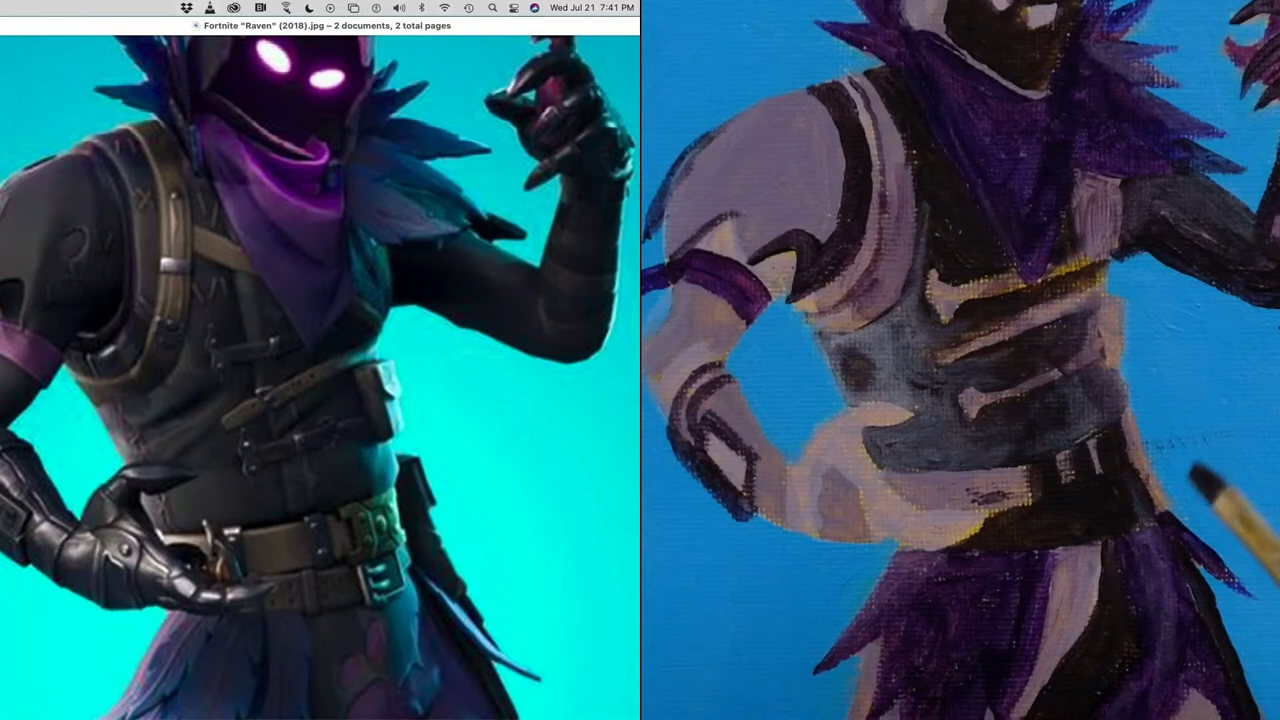 Wed Jul 21 7:41 PM
Fortnite "Raven" (2018).jpg – 2 documents, 2 total pages